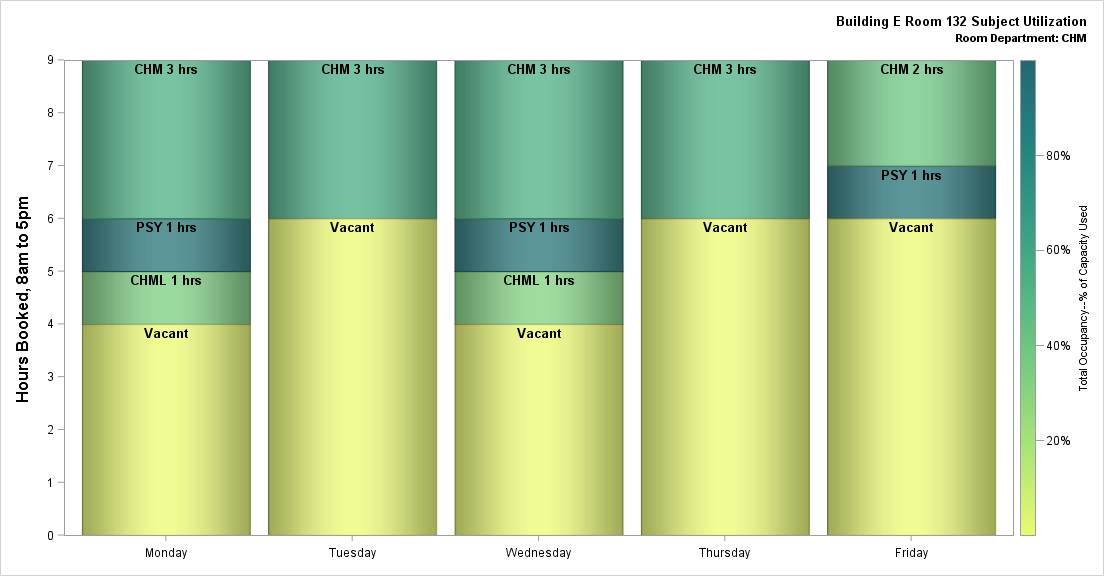 Building E Room 132 Subject Utilization
Room Department: CHM
Hours Booked, 8am to 5pm
9
8
7
6
5
4
3
2
1
0
CHM 3 hrs
PSY 1 hrs
CHML 1 hrs
Vacant
CHM 3 hrs
Vacant
CHM 3 hrs
PSY 1 hrs
CHML 1 hrs
Vacant
CHM 3 hrs
Vacant
CHM 2 hrs
PSY 1 hrs
Vacant
Monday
Tuesday
Wednesday
Thursday
Friday
80%
60%
40%
20%
Total Occupancy--% of Capacity Used